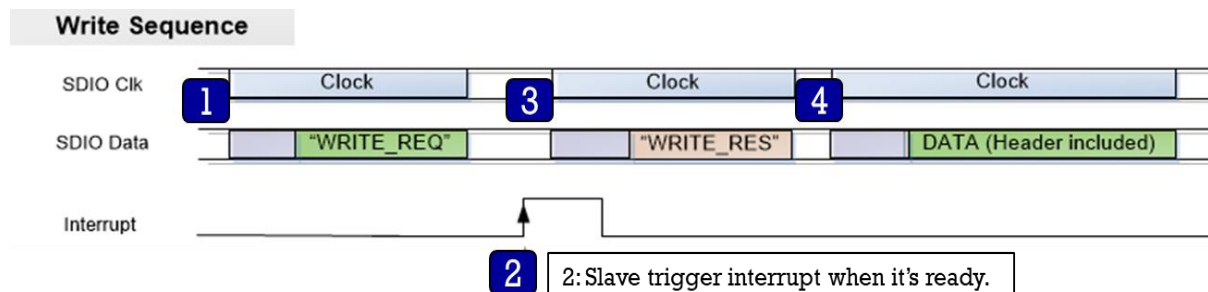 Write Sequence
SDIO Clk
1
Clock
3
Clock
4
Clock
SDIO Data
"WRITE_REQ"
"WRITE_RES"
DATA (Header included)
Interrupt
2
2: Slave trigger interrupt when it's ready.